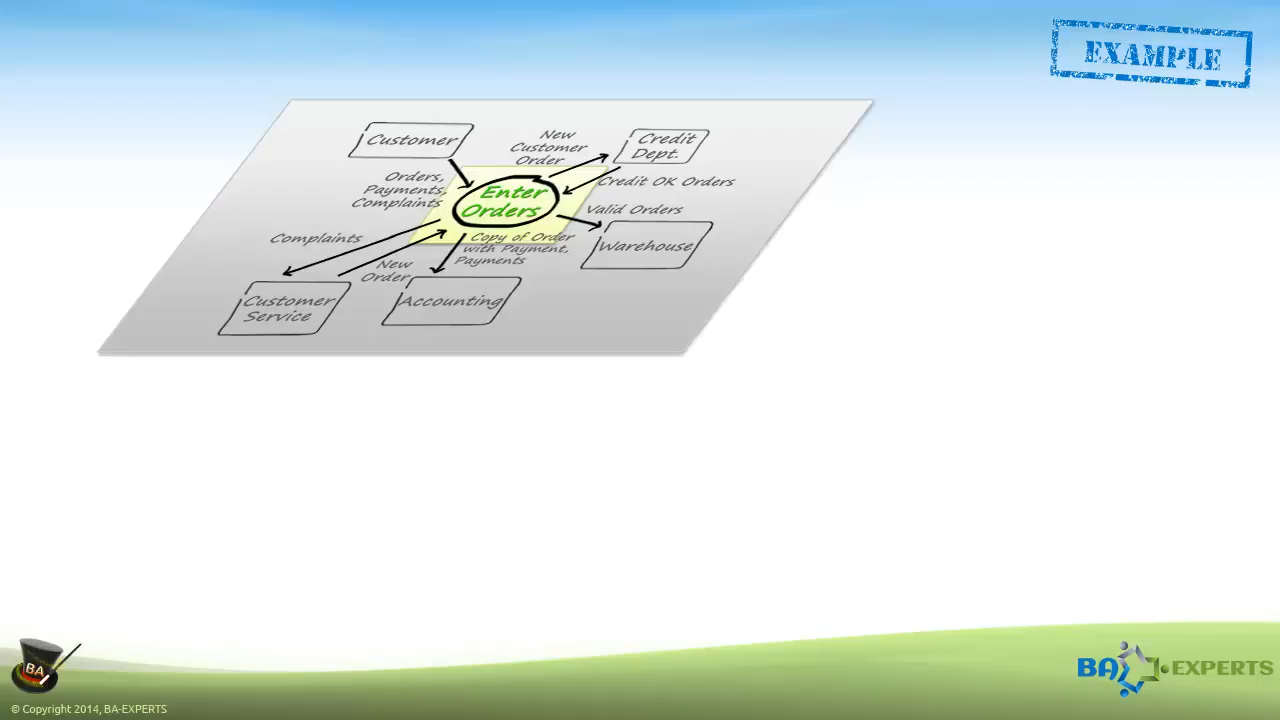 EXAMPLE
Customer
New
Customer
Order
Credit
Dept.
Orders,
Payments,
Complaints
Enter
Orders
Credit OK Orders
Valid Orders
Complaints
Copy of Order
with Payment,
Payments
Warehouse
New
Order
Customer
Service
Accounting
BA
BA EXPERTS
© Copyright 2014, BA-EXPERTS